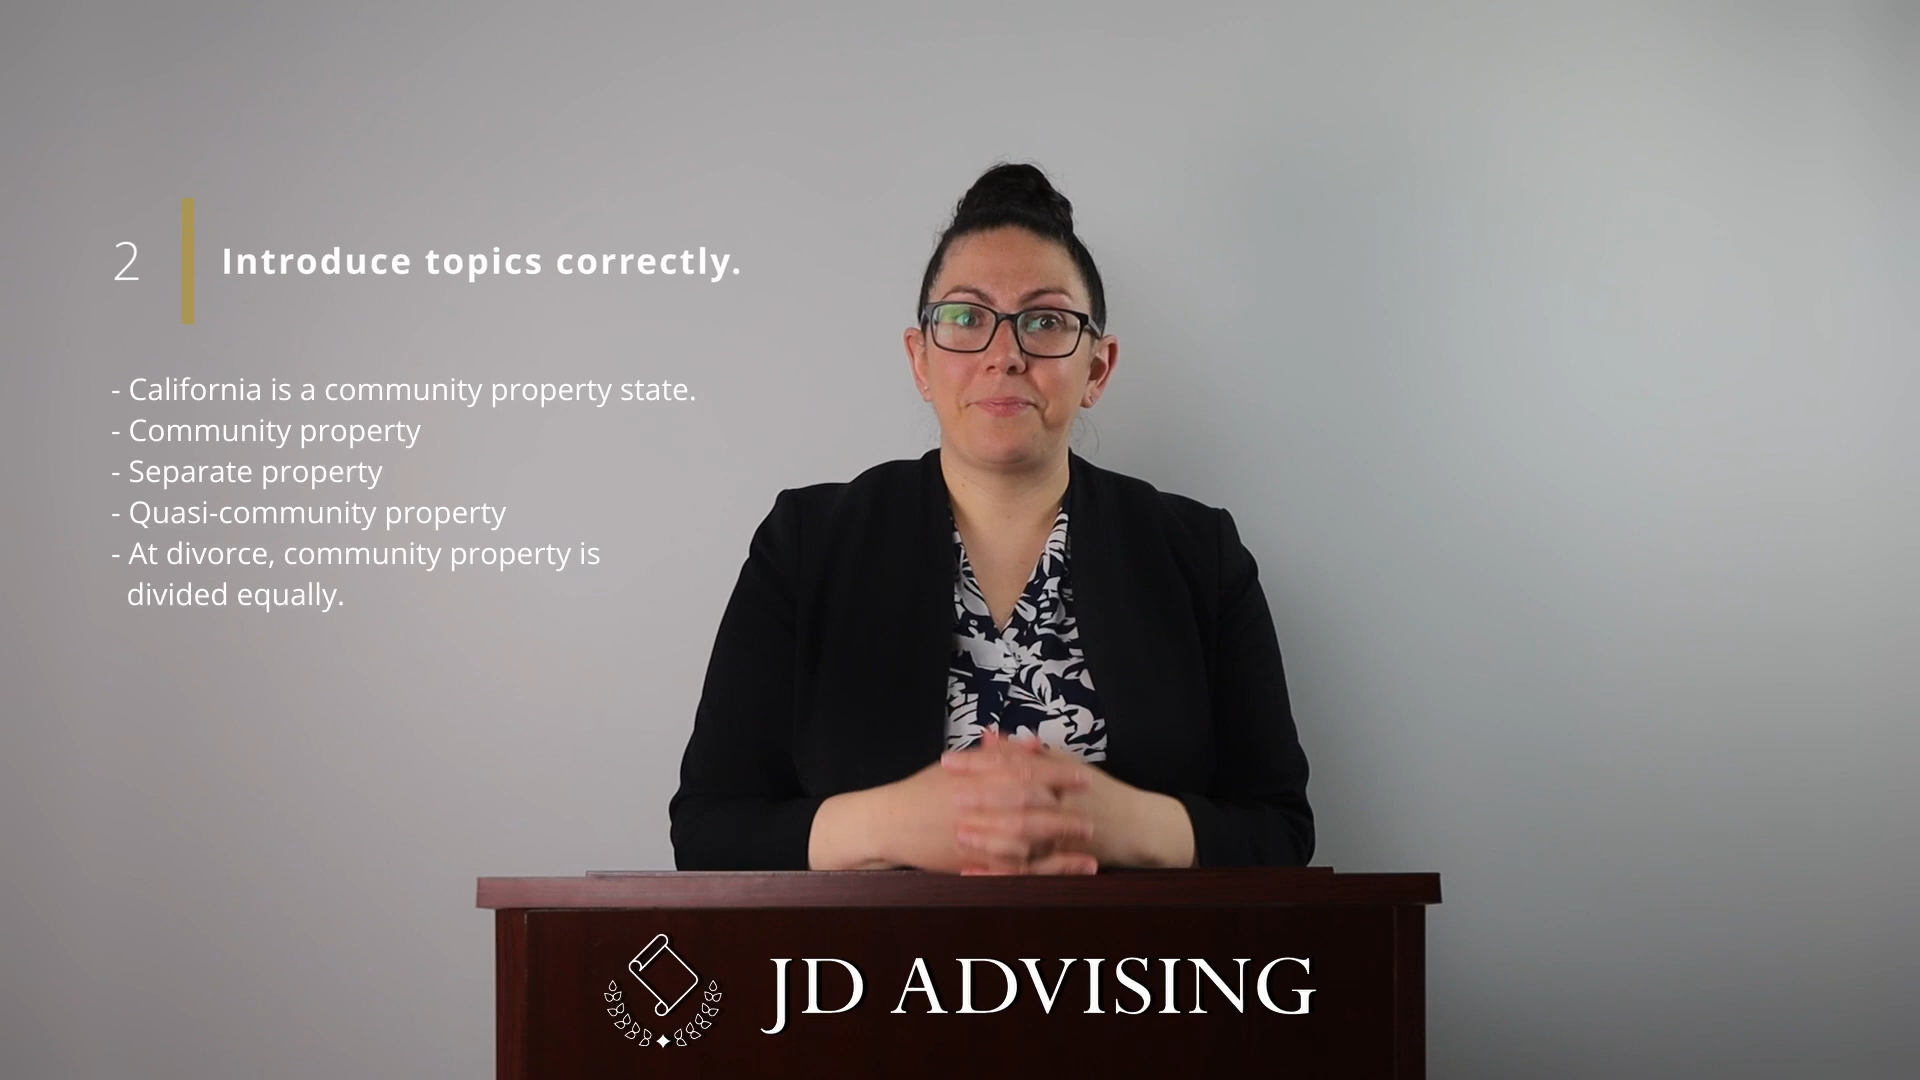 2
Introduce topics correctly.
- California is a community property state.
- Community property
- Separate property
- Quasi-community property
- At divorce, community property is
divided equally.
JD ADVISING